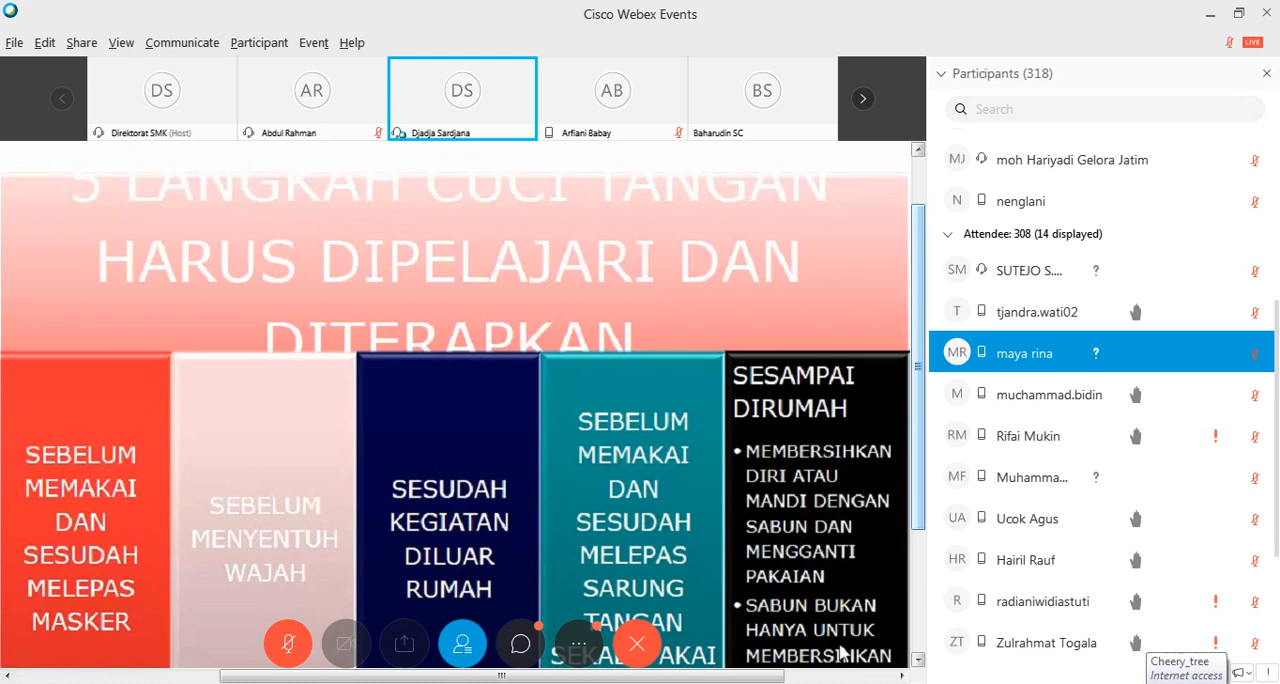 Cisco Webex Events
File Edit Share View Communicate Participant Event Help
LIVE
DS AR DS AB BS
Direktorat SMK (Host) Abdul Rahman Djadja Sardjana Arfiani Babay Baharudin SC
5 LANGKAH CUCI TANGAN
HARUS DIPELAJARI DAN
DITERAPKAN
SEBELUM
MEMAKAI
DAN
SESUDAH
MELEPAS
MASKER
SEBELUM
MENYENTUH
WAJAH
SESUDAH
KEGIATAN
DILUAR
RUMAH
SEBELUM
MEMAKAI
DAN
SESUDAH
MELEPAS
SARUNG
TANGAN
SEKALI PAKAI
SESAMPAI
DIRUMAH
• MEMBERSIHKAN
DIRI ATAU
MANDI DENGAN
SABUN DAN
MENGGANTI
PAKAIAN
• SABUN BUKAN
HANYA UNTUK
MEMBERSIHKAN
Participants (318)
Search
MJ moh Hariyadi Gelora Jatim
N nenglani
Attendee: 308 (14 displayed)
SM SUTEJO S.... ?
T tjandra.wati02
MR maya rina ?
M muchammad.bidin
RM Rifai Mukin !
MF Muhamma... ?
UA Ucok Agus
HR Hairil Rauf
R radianiwidiastuti !
ZT Zulrahmat Togala !
Cheery_tree
Internet access
!